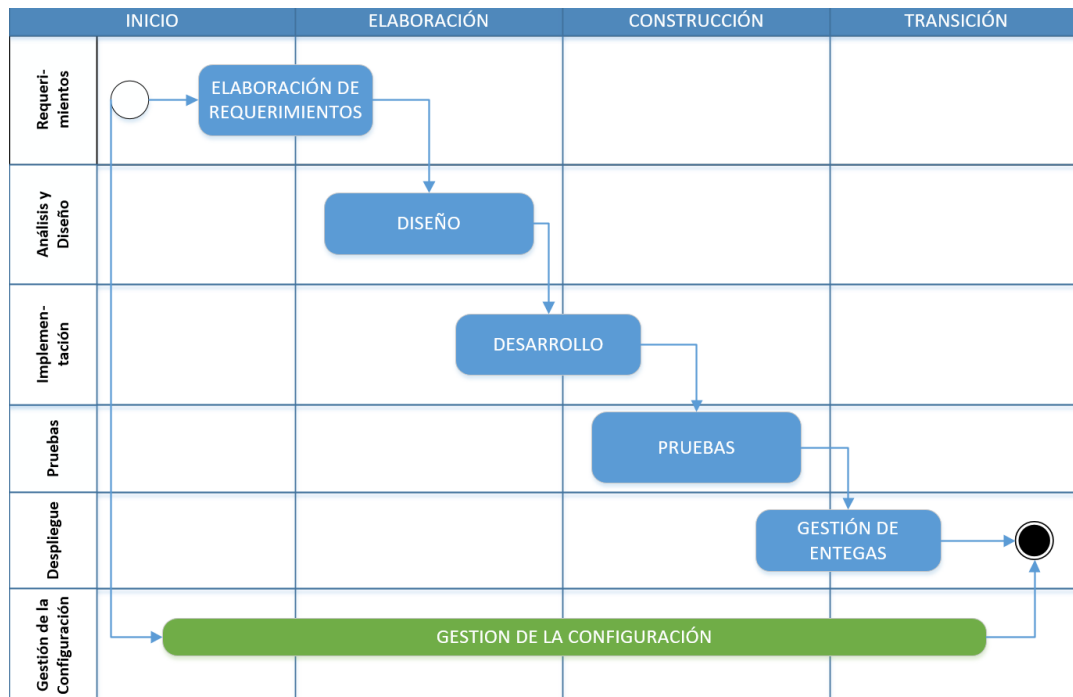 INICIO
ELABORACIÓN
CONSTRUCCIÓN
TRANSICIÓN
Requeri-
mientos
ELABORACIÓN DE
REQUERIMIENTOS
Análisis y
Diseño
DISEÑO
Implemen-
tación
DESARROLLO
Pruebas
PRUEBAS
Despliegue
GESTIÓN DE
ENTEGAS
Gestión de la
Configuración
GESTION DE LA CONFIGURACIÓN